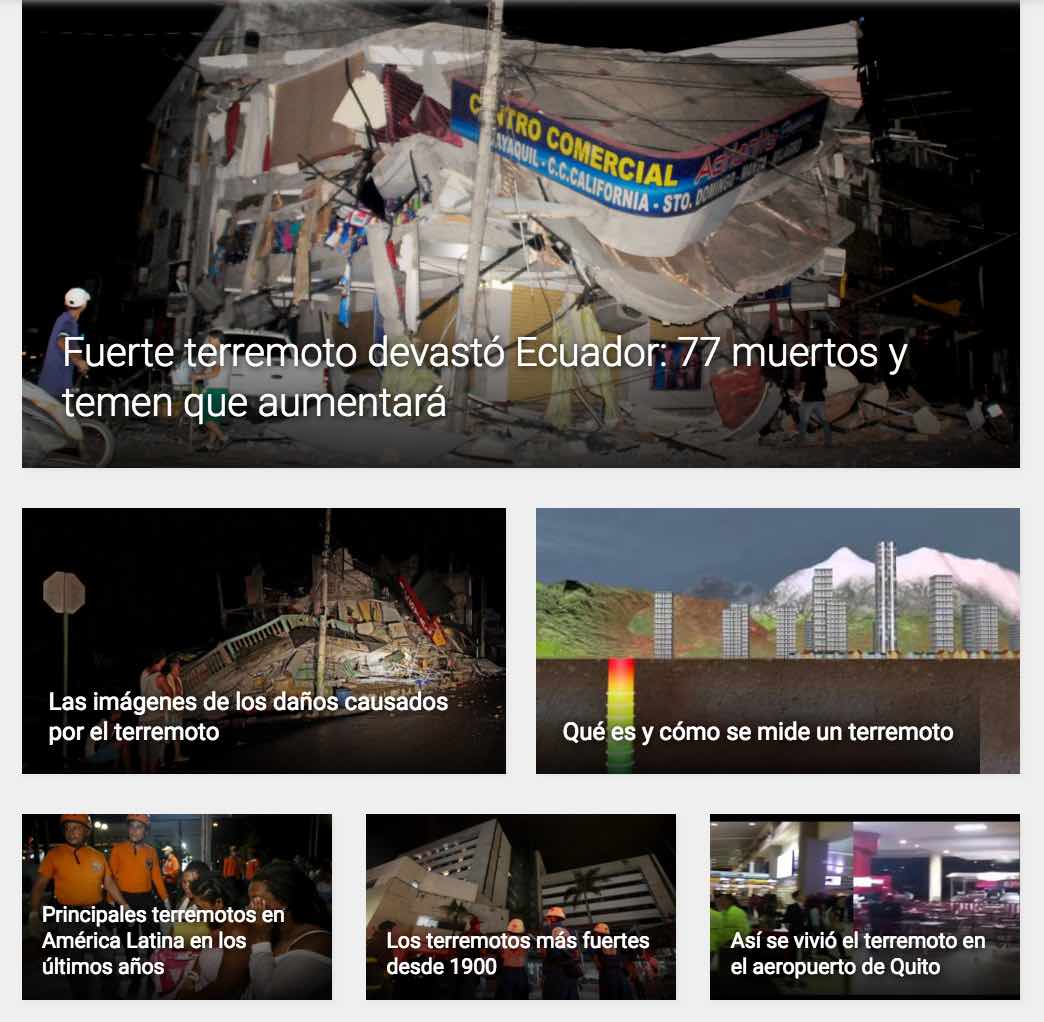 CENTRO COMERCIAL
GUAYAQUIL - C.C.CALIFORNIA - STO. DOMINGO
Fuerte terremoto devastó Ecuador: 77 muertos y
temen que aumentará
Las imágenes de los daños causados
por el terremoto
Qué es y cómo se mide un terremoto
Principales terremotos en
América Latina en los
últimos años
Los terremotos más fuertes
desde 1900
Así se vivió el terremoto en
el aeropuerto de Quito